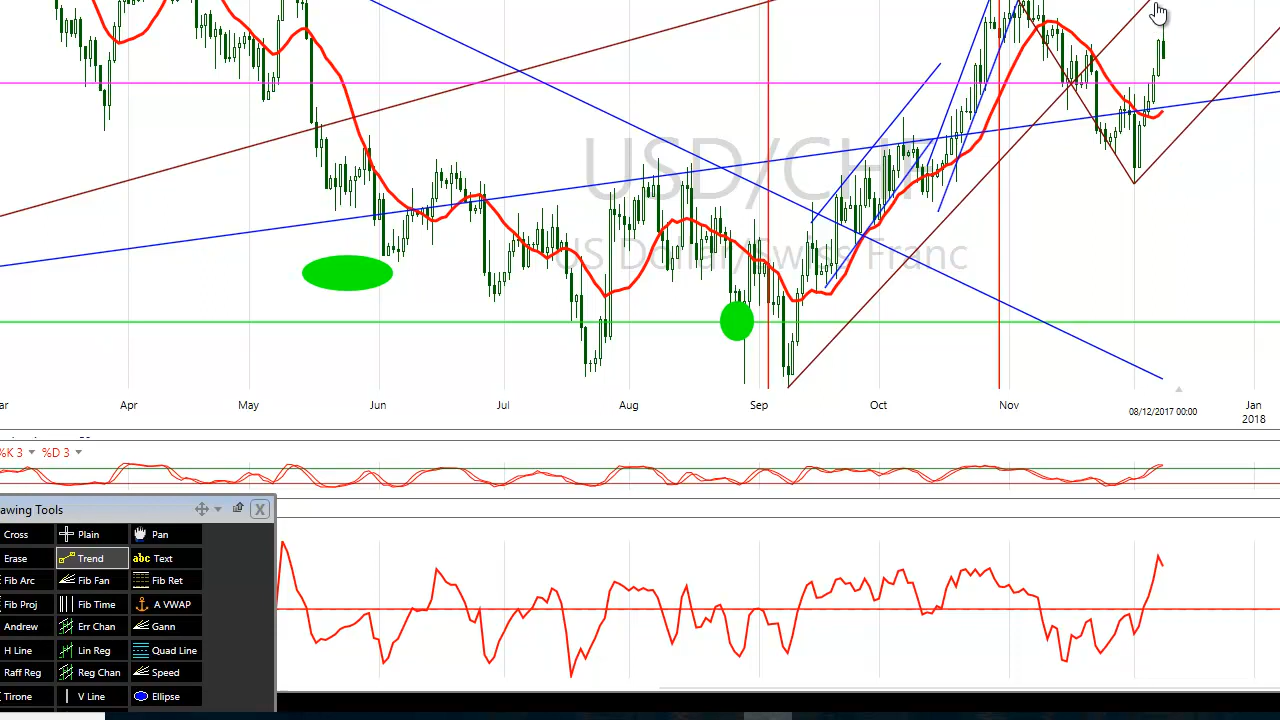 USD/CH
US Dollar/Swiss Franc
ar Apr May Jun Jul Aug Sep Oct Nov 08/12/2017 00:00 Jan
2018
%K 3 %D 3
awing Tools X
Cross Plain Pan
Erase Trend abc Text
Fib Arc Fib Fan Fib Ret
Fib Proj Fib Time A VWAP
Andrew Err Chan Gann
H Line Lin Reg Quad Line
Raff Reg Reg Chan Speed
Tirone V Line Ellipse